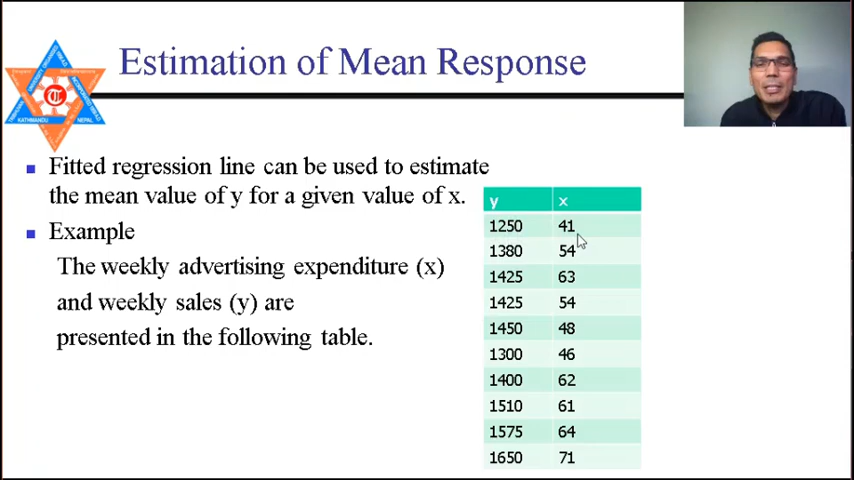 Estimation of Mean Response
KATHMANDU
NEPAL
Fitted regression line can be used to estimate
the mean value of y for a given value of x.
Example
The weekly advertising expenditure (x)
and weekly sales (y) are
presented in the following table.
y x
1250 41
1380 54
1425 63
1425 54
1450 48
1300 46
1400 62
1510 61
1575 64
1650 71